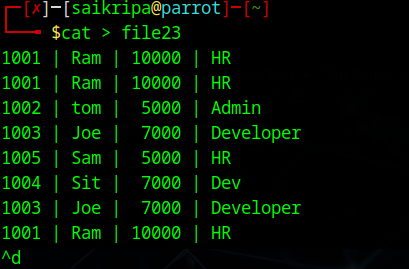 [✗]─[saikripa@parrot]─[~]
$cat > file23
1001 | Ram | 10000 | HR
1001 | Ram | 10000 | HR
1002 | tom |  5000 | Admin
1003 | Joe |  7000 | Developer
1005 | Sam |  5000 | HR
1004 | Sit |  7000 | Dev
1003 | Joe |  7000 | Developer
1001 | Ram | 10000 | HR
^d